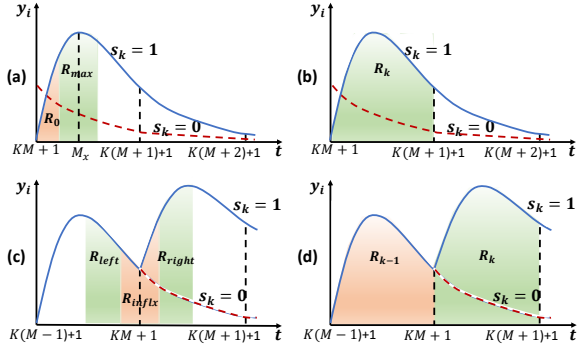 y_i
s_k = 1
(a)
R_max
R_0
s_k = 0
KM + 1
M_x
K(M + 1)+1
K(M + 2)+1
t
y_i
s_k = 1
(b)
R_k
s_k = 0
KM + 1
K(M + 1)+1
K(M + 2)+1
t
y_i
s_k = 1
(c)
R_left
R_right
R_inflx
s_k = 0
K(M − 1)+1
KM + 1
K(M + 1)+1
t
y_i
s_k = 1
(d)
R_{k−1}
R_k
s_k = 0
K(M − 1)+1
KM + 1
K(M + 1)+1
t